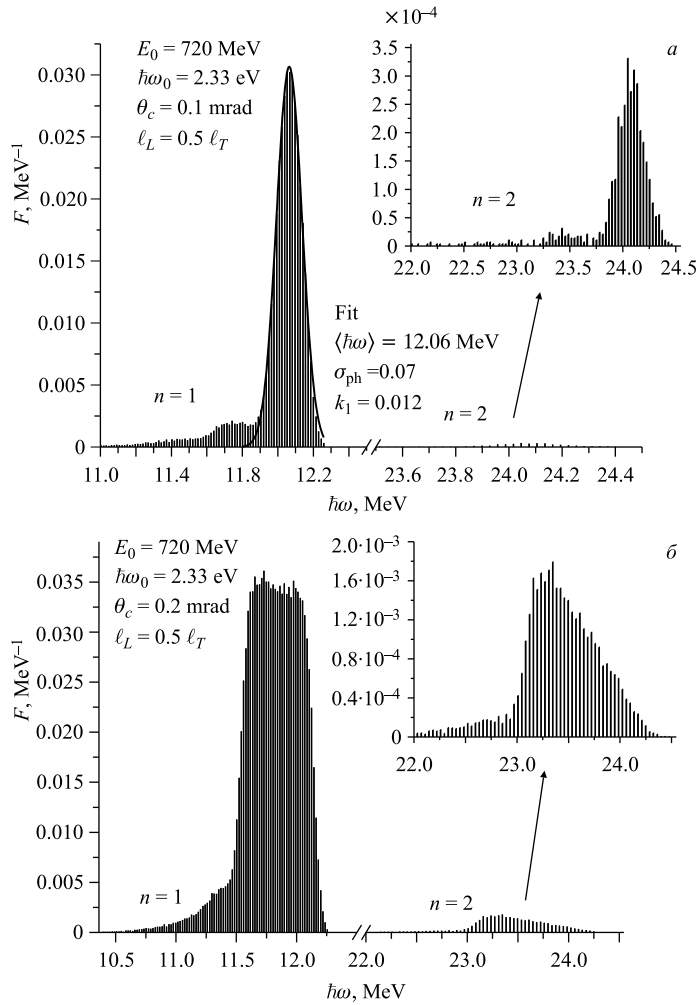 ×10−4
E0 = 720 MeV
ℏω0 = 2.33 eV
θc = 0.1 mrad
ℓL = 0.5 ℓT
а
3.5
3.0
2.5
2.0
1.5
1.0
0.5
0
n = 2
22.0 22.5 23.0 23.5 24.0 24.5
F, MeV−1
0.030
0.025
0.020
0.015
0.010
0.005
0
Fit
⟨ℏω⟩ = 12.06 MeV
σph =0.07
k1 = 0.012
n = 1
n = 2
11.0 11.4 11.8 12.2 23.6 24.0 24.4
ℏω, MeV
E0 = 720 MeV
ℏω0 = 2.33 eV
θc = 0.2 mrad
ℓL = 0.5 ℓT
б
2.0·10−3
1.6·10−3
1.2·10−3
0.8·10−4
0.4·10−4
0
22.0 23.0 24.0
F, MeV−1
0.035
0.030
0.025
0.020
0.015
0.010
0.005
0
n = 1
n = 2
10.5 11.0 11.5 12.0 22.0 23.0 24.0
ℏω, MeV